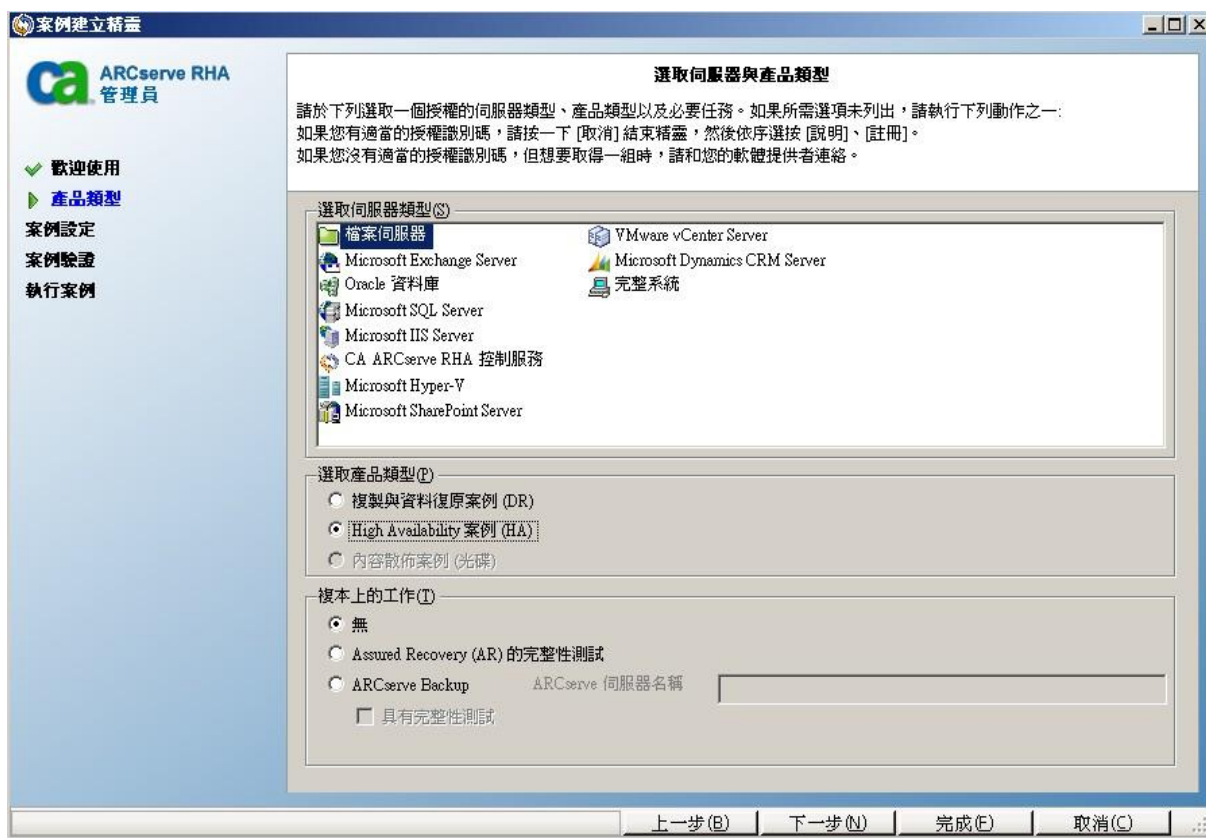 案例建立精靈
ca ARCserve RHA
管理員
歡迎使用
產品類型
案例設定
案例驗證
執行案例
選取伺服器與產品類型
請於下列選取一個授權的伺服器類型、產品類型以及必要任務。如果所需選項未列出，請執行下列動作之一:
如果您有適當的授權識別碼，請按一下 [取消] 結束精靈，然後依序選按 [說明]、[註冊]。
如果您沒有適當的授權識別碼，但想要取得一組時，請和您的軟體提供者連絡。
選取伺服器類型(S)
檔案伺服器
Microsoft Exchange Server
Oracle 資料庫
Microsoft SQL Server
Microsoft IIS Server
CA ARCserve RHA 控制服務
Microsoft Hyper-V
Microsoft SharePoint Server
VMware vCenter Server
Microsoft Dynamics CRM Server
完整系統
選取產品類型(P)
複製與資料復原案例 (DR)
High Availability 案例 (HA)
內容散佈案例 (光碟)
複本上的工作(T)
無
Assured Recovery (AR) 的完整性測試
ARCserve Backup ARCserve 伺服器名稱
具有完整性測試
上一步(B) 下一步(N) 完成(F) 取消(C)